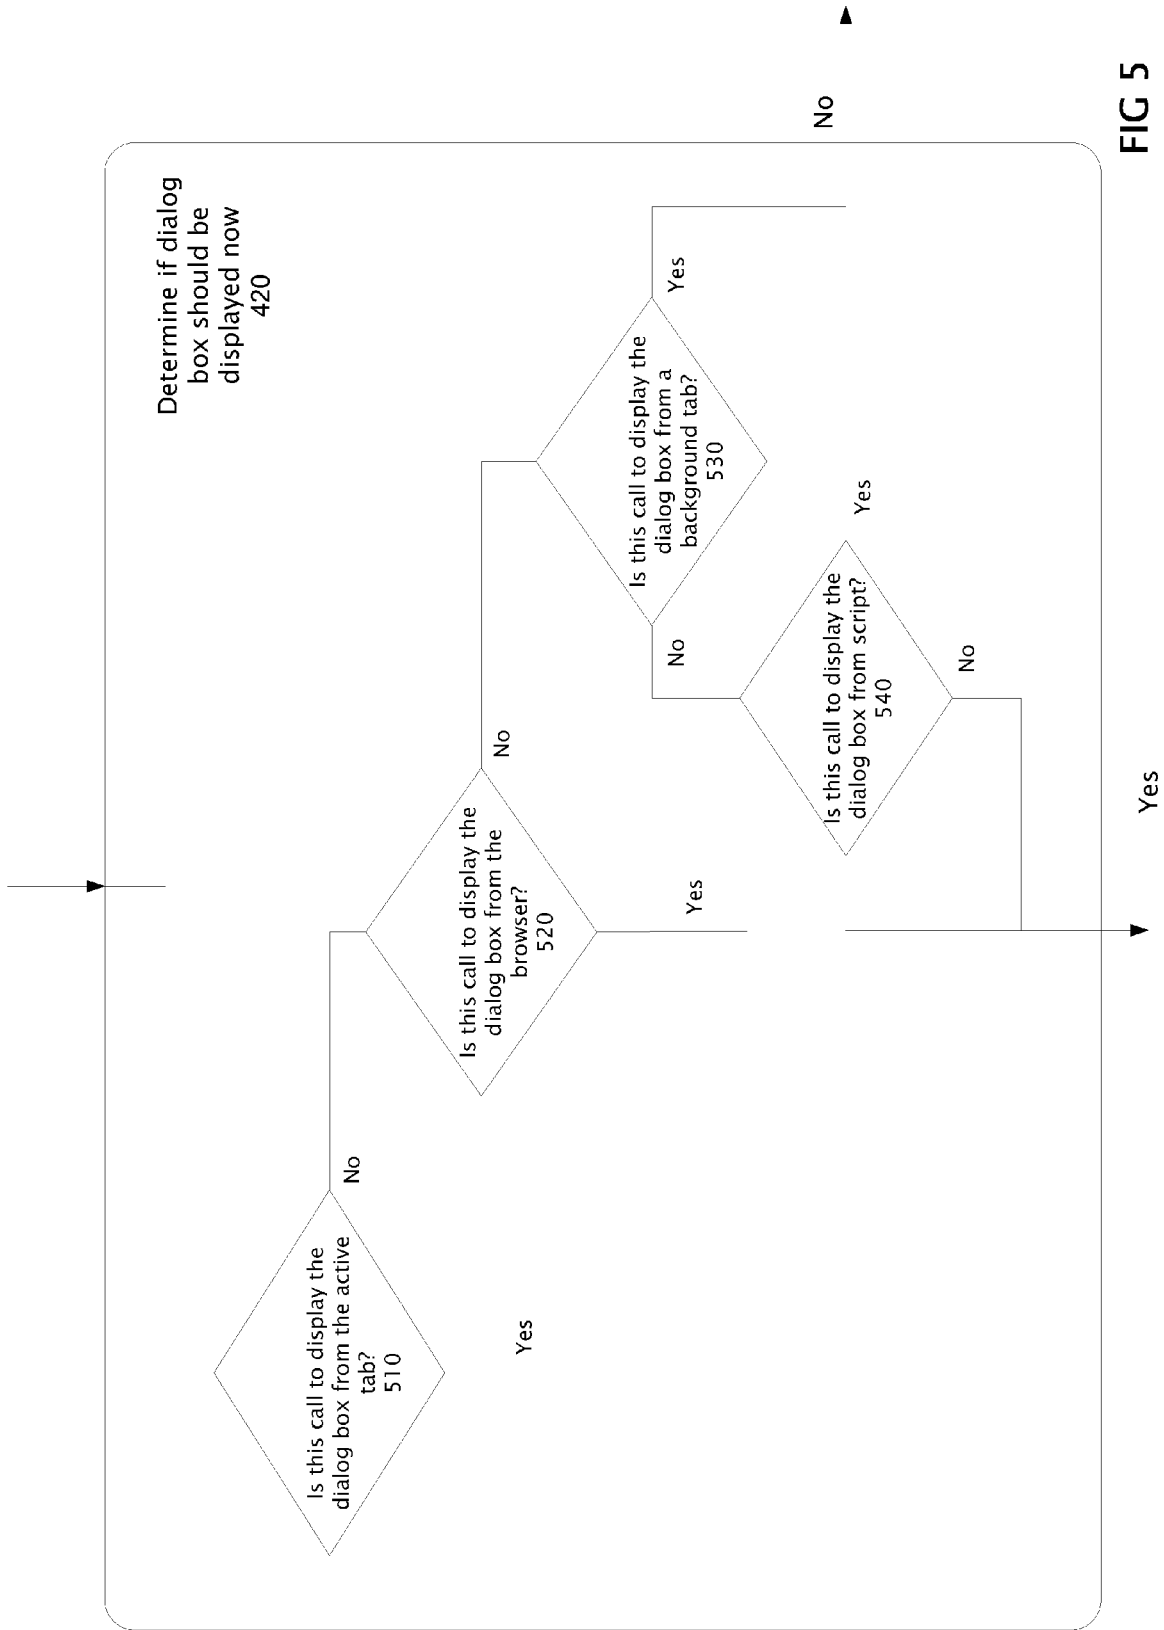 Determine if dialog
box should be
displayed now
420
Is this call to display the
dialog box from the active
tab?
510
No
Yes
Is this call to display the
dialog box from the
browser?
520
No
Yes
Is this call to display the
dialog box from a
background tab?
530
Yes
No
Is this call to display the
dialog box from script?
540
Yes
No
No
Yes
FIG 5